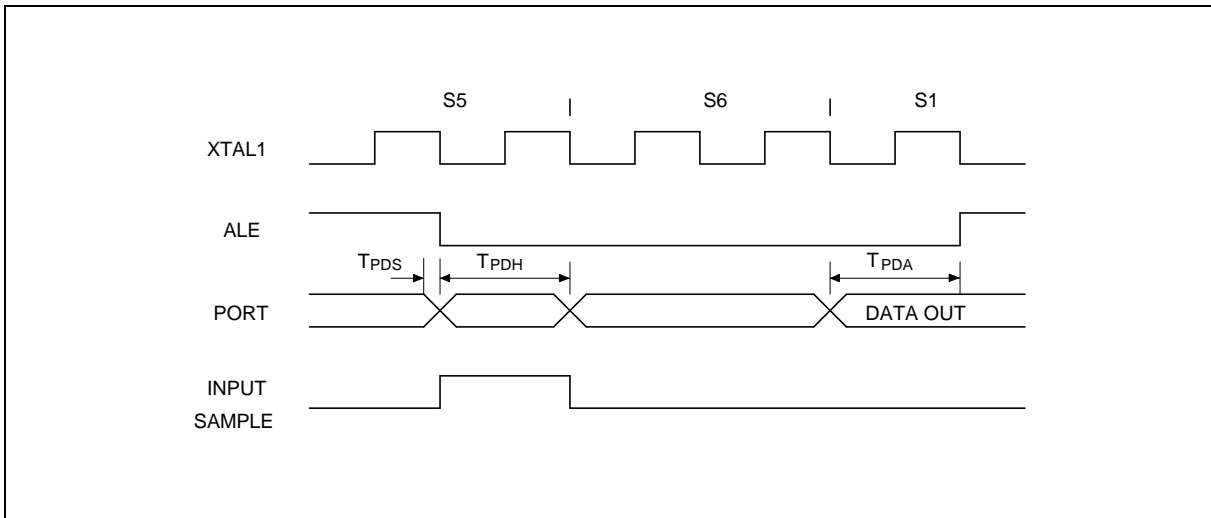 S5 | S6 | S1
XTAL1
ALE
TPDS TPDH TPDA
PORT DATA OUT
INPUT
SAMPLE